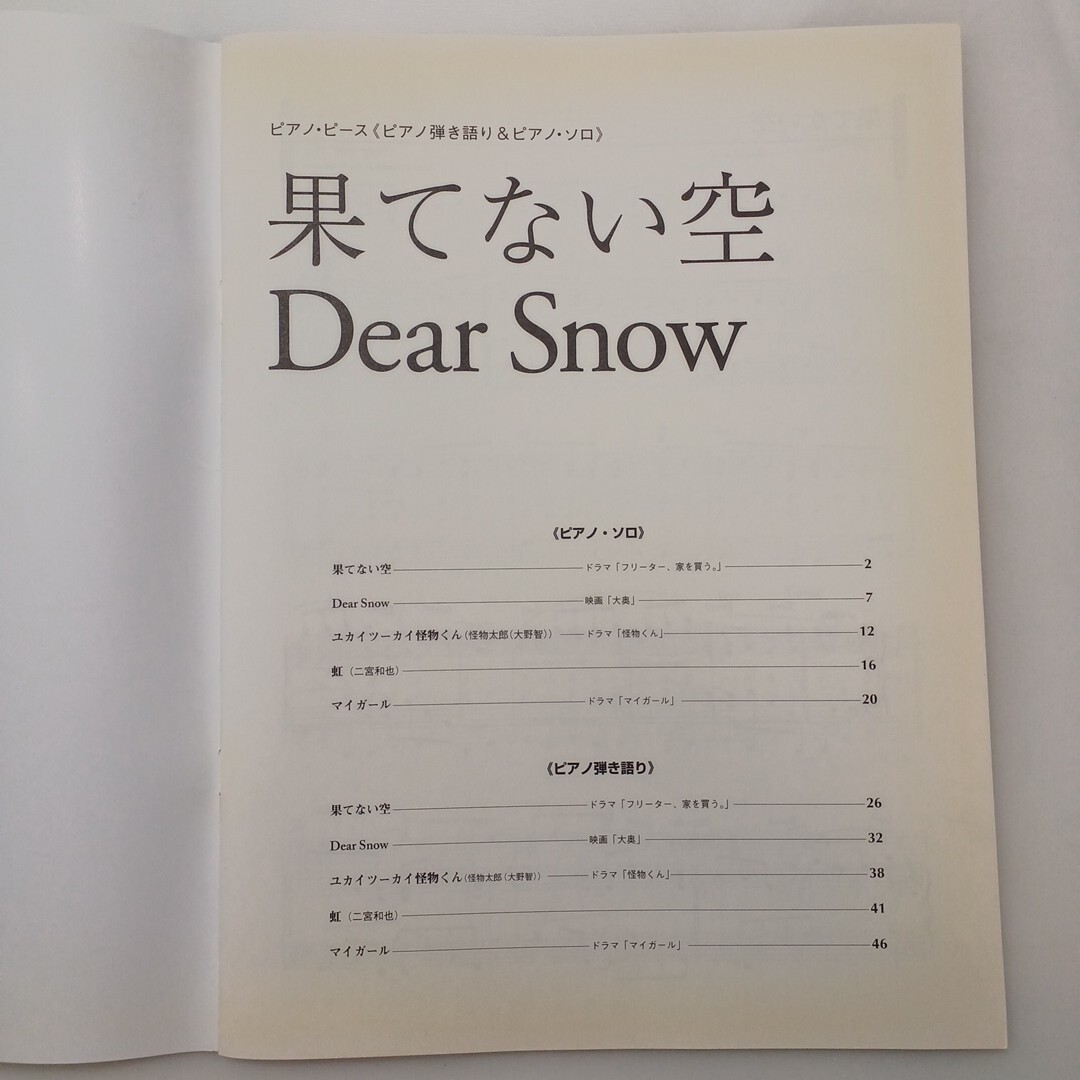 ピアノ・ピース《ピアノ弾き語り&ピアノ・ソロ》
果てない空
Dear Snow
《ピアノ・ソロ》
果てない空 ドラマ「フリーター、家を買う。」 2
Dear Snow 映画「大奥」 7
ユカイツーカイ怪物くん(怪物太郎(大野智)) ドラマ「怪物くん」 12
虹(二宮和也) 16
マイガール ドラマ「マイガール」 20
《ピアノ弾き語り》
果てない空 ドラマ「フリーター、家を買う。」 26
Dear Snow 映画「大奥」 32
ユカイツーカイ怪物くん(怪物太郎(大野智)) ドラマ「怪物くん」 38
虹(二宮和也) 41
マイガール ドラマ「マイガール」 46